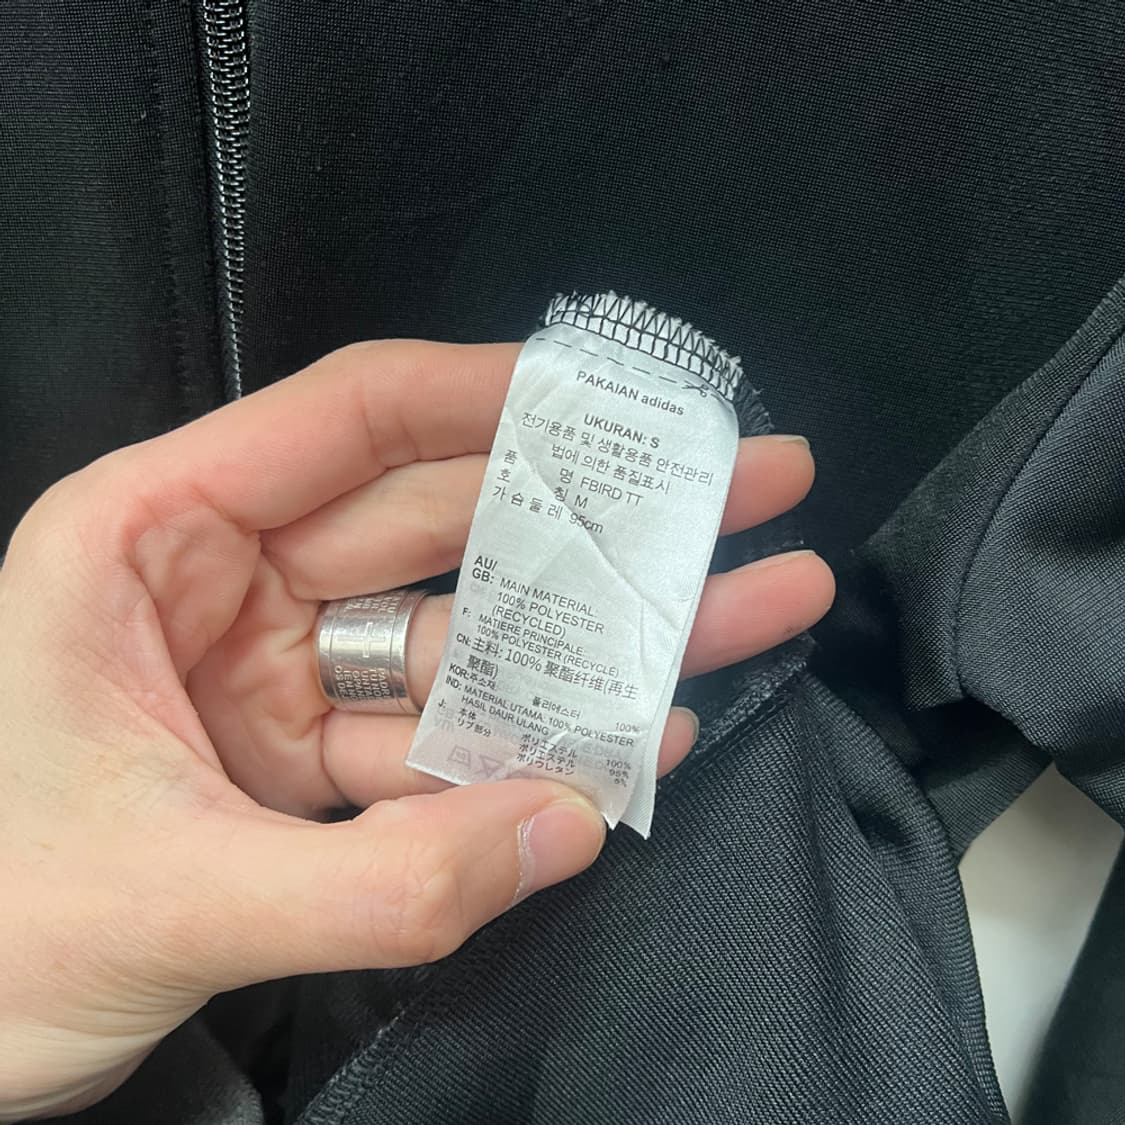 PAKAIAN adidas
UKURAN: S
전기용품 및 생활용품 안전관리
법에 의한 품질표시
품 명 FBIRD TT
호 칭 M
가 슴 둘 레 95cm
AU/
GB: MAIN MATERIAL:
100% POLYESTER
(RECYCLED)
F: MATIERE PRINCIPALE:
100% POLYESTER (RECYCLÉ)
CN: 主料: 100% 聚酯纤维(再生
聚酯)
KOR: 주소재 폴리에스터 100%
IND: MATERIAL UTAMA: 100% POLYESTER
HASIL DAUR ULANG
J: 本体 ポリエステル 100%
リブ部分 ポリエステル 95%
ポリウレタン 5%